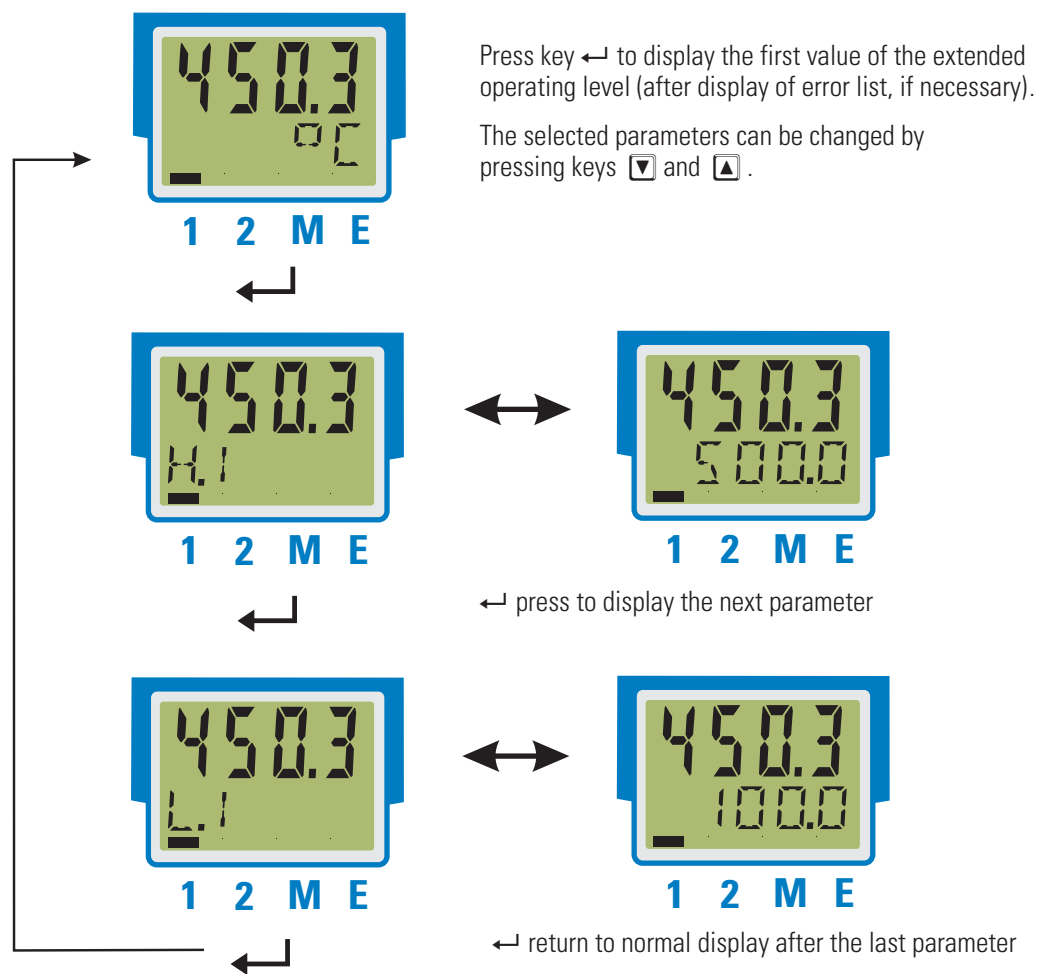 450.3
°C
1 2 M E
Press key ↵ to display the first value of the extended
operating level (after display of error list, if necessary).
The selected parameters can be changed by
pressing keys ▼ and ▲ .
450.3
H.1
1 2 M E
450.3
500.0
1 2 M E
↵ press to display the next parameter
450.3
L.1
1 2 M E
450.3
100.0
1 2 M E
↵ return to normal display after the last parameter